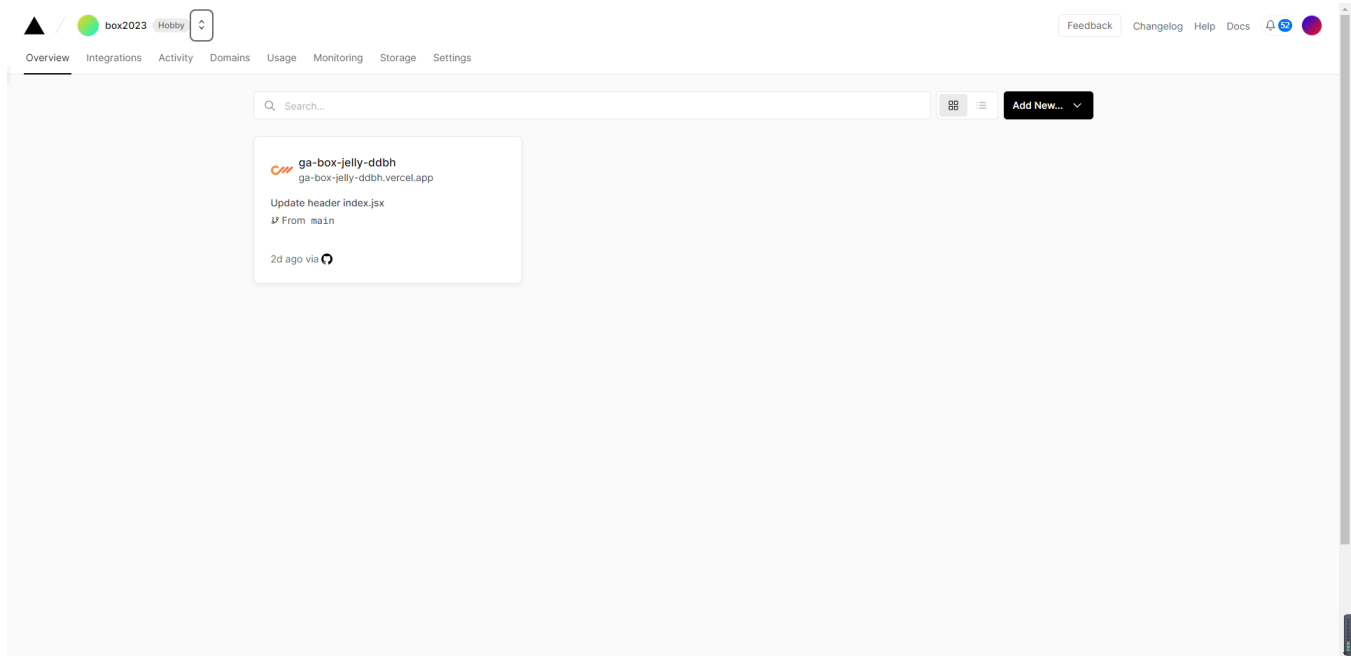 box2023 Hobby Feedback Changelog Help Docs 52
Overview Integrations Activity Domains Usage Monitoring Storage Settings
Search... Add New...
ga-box-jelly-ddbh
ga-box-jelly-ddbh.vercel.app
Update header index.jsx
From main
2d ago via